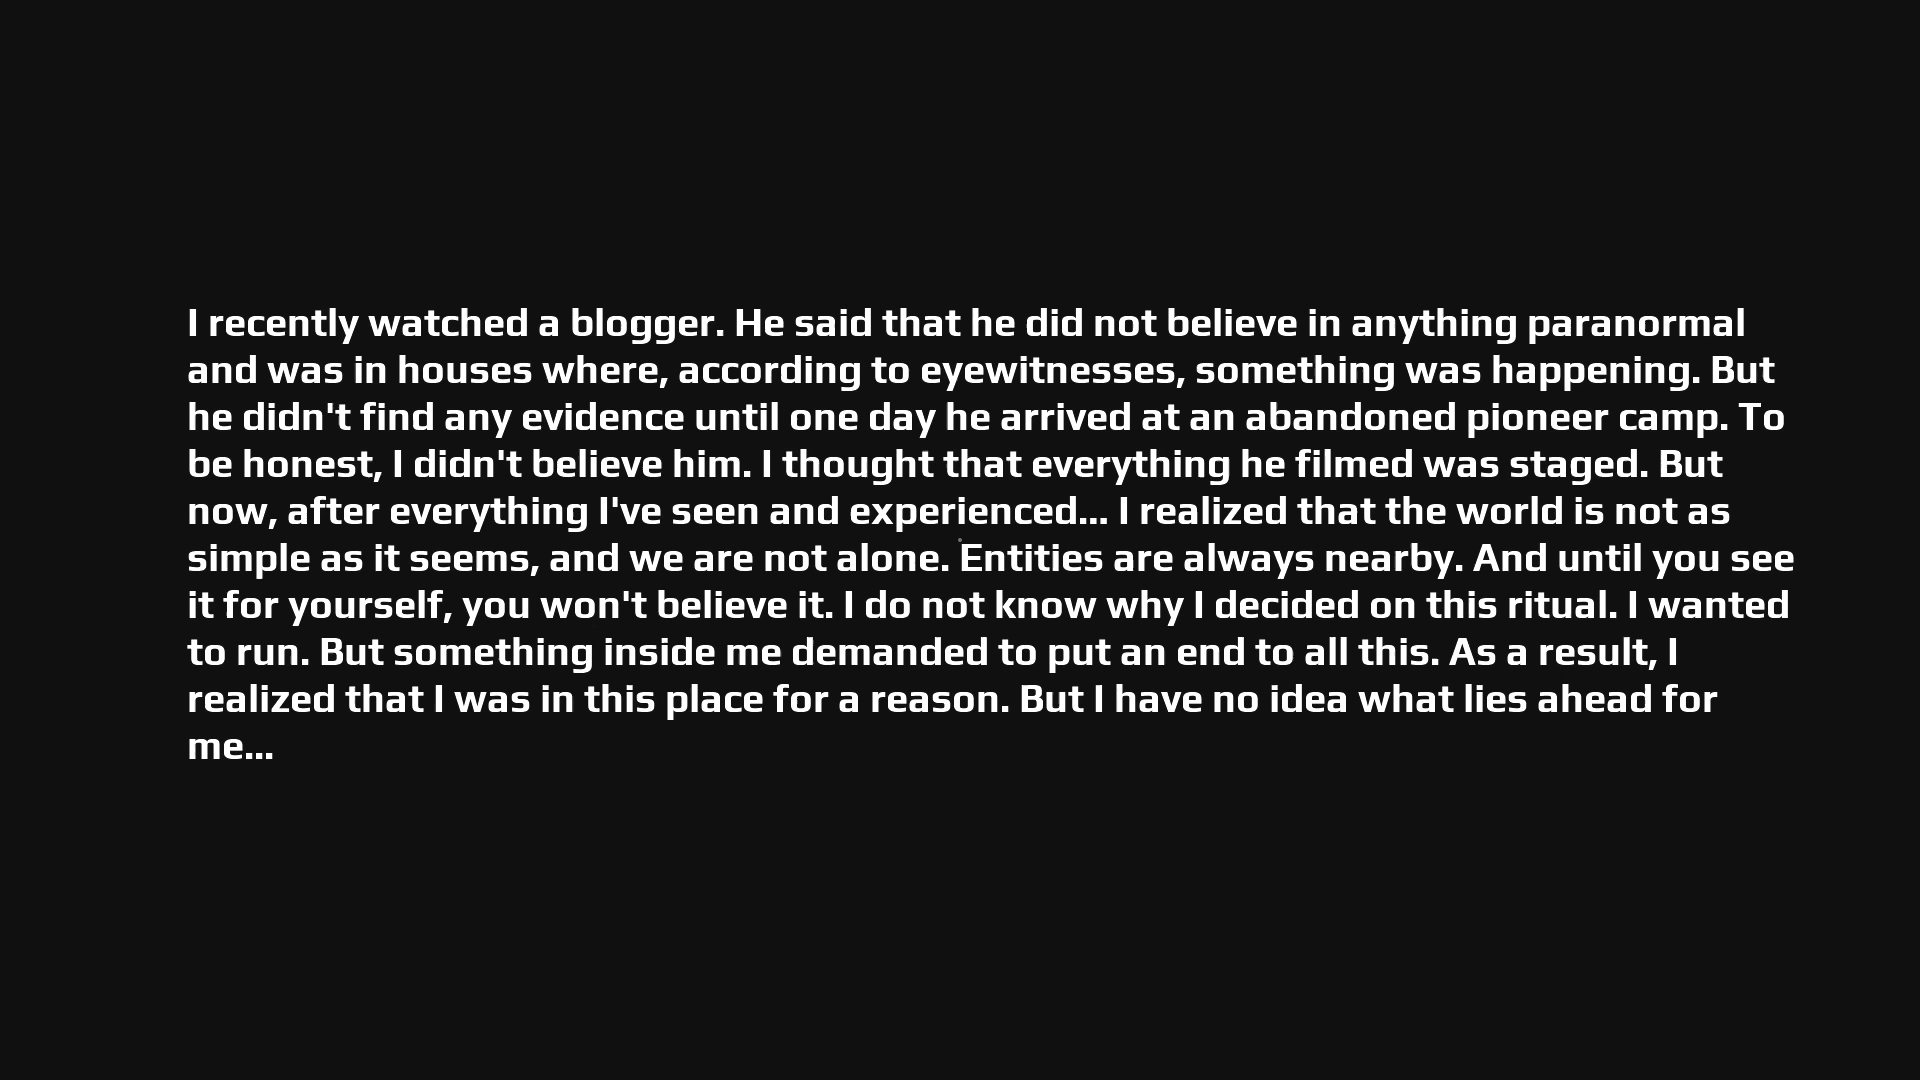 I recently watched a blogger. He said that he did not believe in anything paranormal
and was in houses where, according to eyewitnesses, something was happening. But
he didn't find any evidence until one day he arrived at an abandoned pioneer camp. To
be honest, I didn't believe him. I thought that everything he filmed was staged. But
now, after everything I've seen and experienced... I realized that the world is not as
simple as it seems, and we are not alone. Entities are always nearby. And until you see
it for yourself, you won't believe it. I do not know why I decided on this ritual. I wanted
to run. But something inside me demanded to put an end to all this. As a result, I
realized that I was in this place for a reason. But I have no idea what lies ahead for
me...